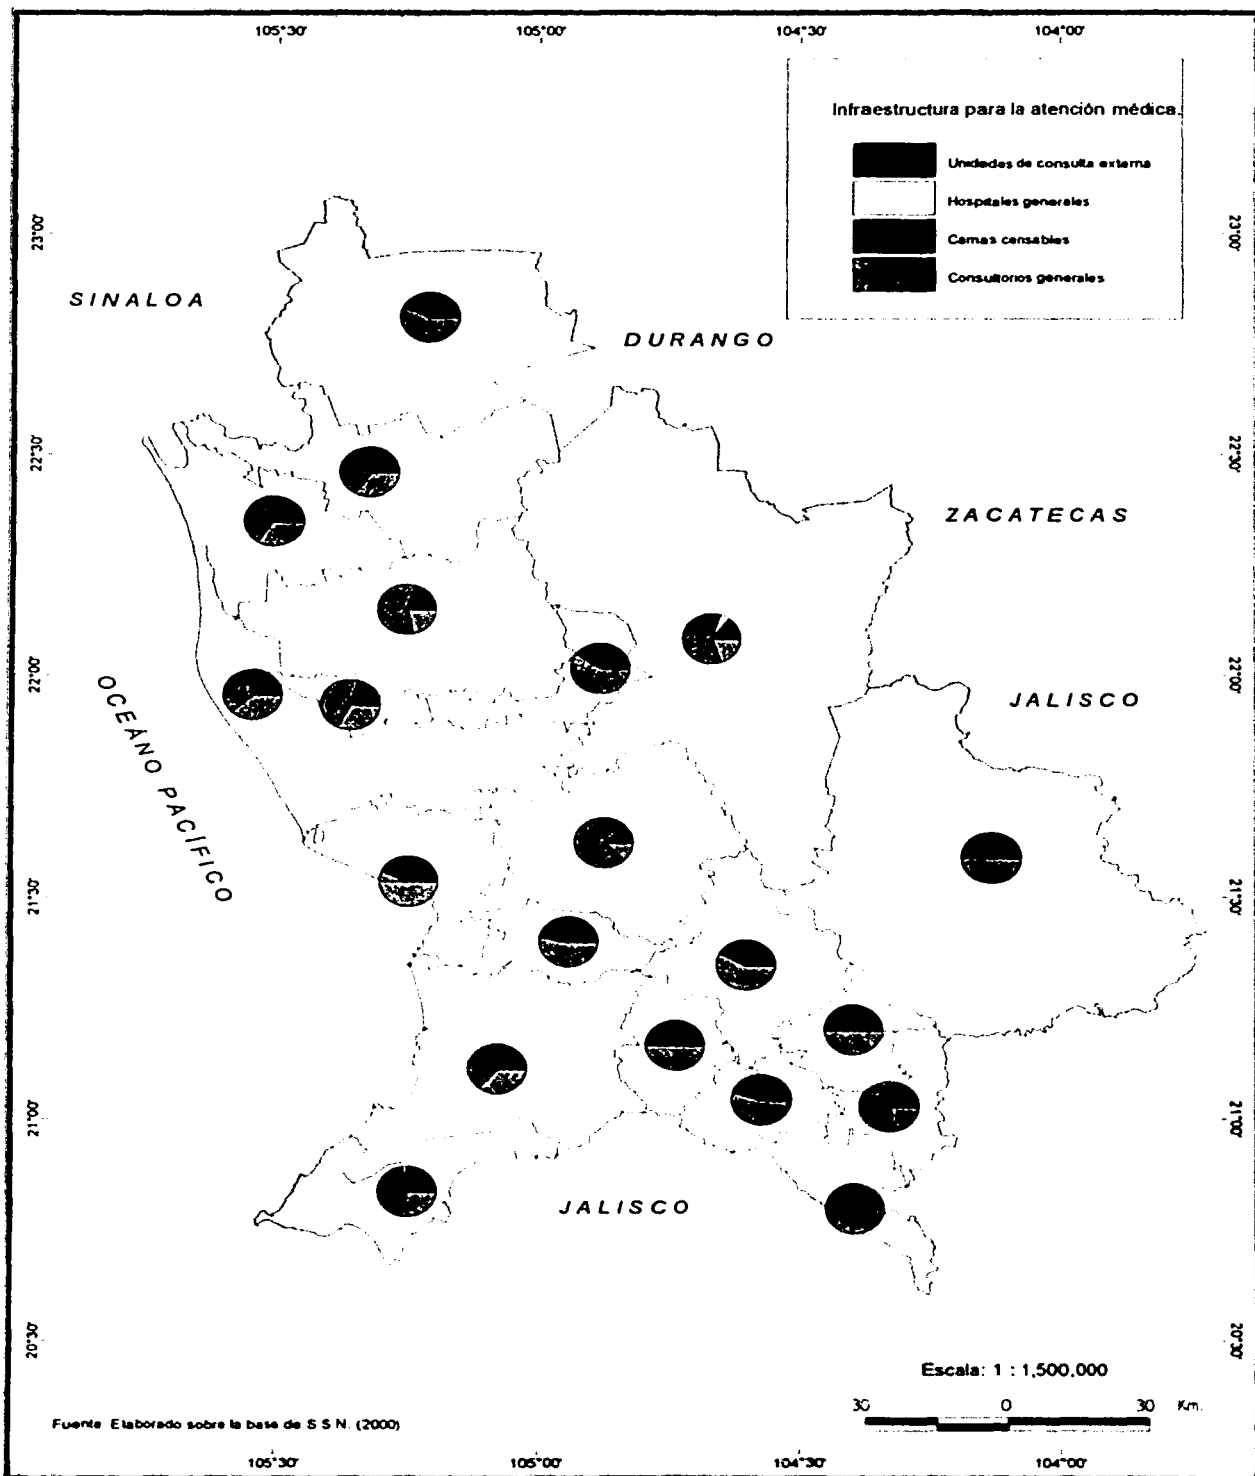 105°30' 105°00' 104°30' 104°00'
Infraestructura para la atención médica.
Unidades de consulta externa
Hospitales generales
Camas censables
Consultorios generales
23°00' 23°00'
SINALOA
DURANGO
22°30' 22°30'
ZACATECAS
22°00' 22°00'
JALISCO
OCEÁNO PACÍFICO
21°30' 21°30'
21°00' 21°00'
JALISCO
20°30' 20°30'
Escala: 1 : 1,500,000
30 0 30 Km.
Fuente Elaborado sobre la base de S S N. (2000)
105°30' 105°00' 104°30' 104°00'